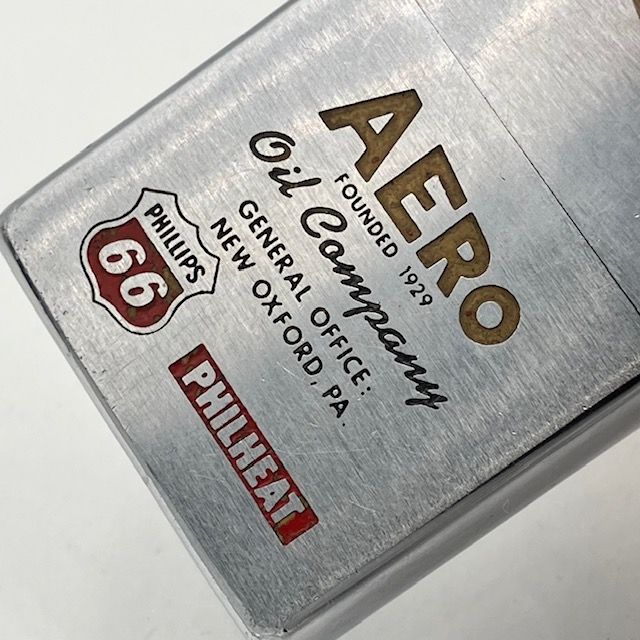 AERO
FOUNDED 1929
Oil Company
GENERAL OFFICE:
NEW OXFORD, PA.
PHILLIPS
66
PHILHEAT